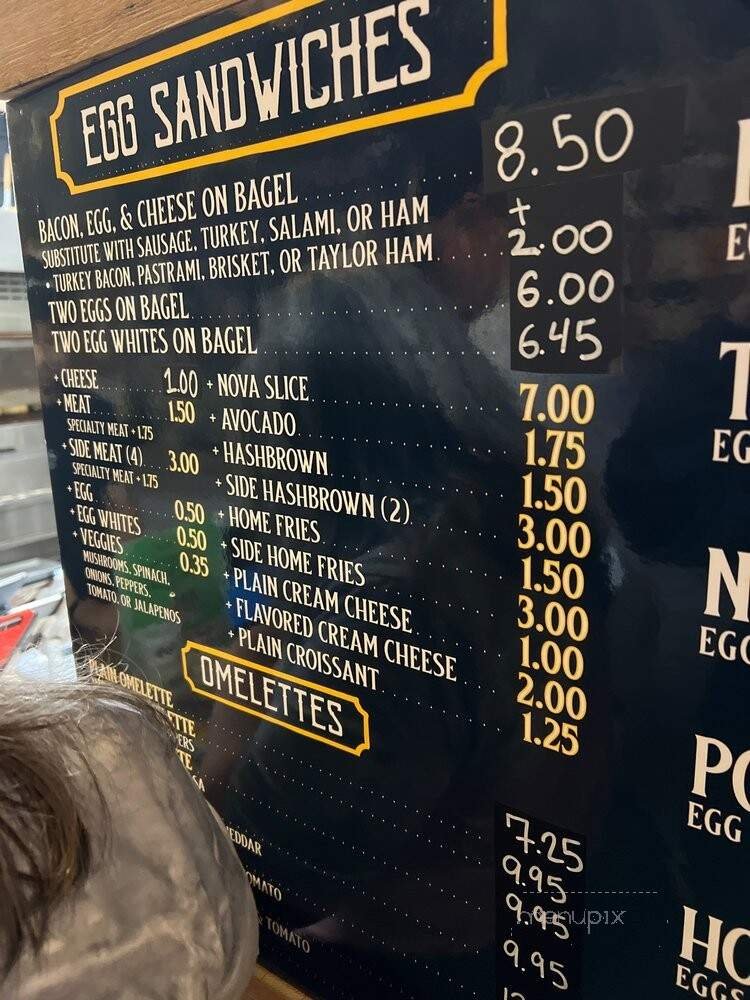 EGG SANDWICHES
BACON, EGG, & CHEESE ON BAGEL 8.50
SUBSTITUTE WITH SAUSAGE, TURKEY, SALAMI, OR HAM
• TURKEY BACON, PASTRAMI, BRISKET, OR TAYLOR HAM + 2.00
TWO EGGS ON BAGEL 6.00
TWO EGG WHITES ON BAGEL 6.45
+ CHEESE 1.00
+ MEAT 1.50
SPECIALTY MEAT + 1.75
+ SIDE MEAT (4) 3.00
SPECIALTY MEAT + 1.75
+ EGG 0.50
+ EGG WHITES 0.50
+ VEGGIES 0.35
MUSHROOMS, SPINACH,
ONIONS, PEPPERS,
TOMATO, OR JALAPENOS
+ NOVA SLICE 7.00
+ AVOCADO 1.75
+ HASHBROWN 1.50
+ SIDE HASHBROWN (2) 3.00
+ HOME FRIES 1.50
+ SIDE HOME FRIES 3.00
+ PLAIN CREAM CHEESE 1.00
+ FLAVORED CREAM CHEESE 2.00
+ PLAIN CROISSANT 1.25
OMELETTES
PLAIN OMELETTE 7.25
9.95
9.95
9.95
TOMATO
& TOMATO
menupix
EGG